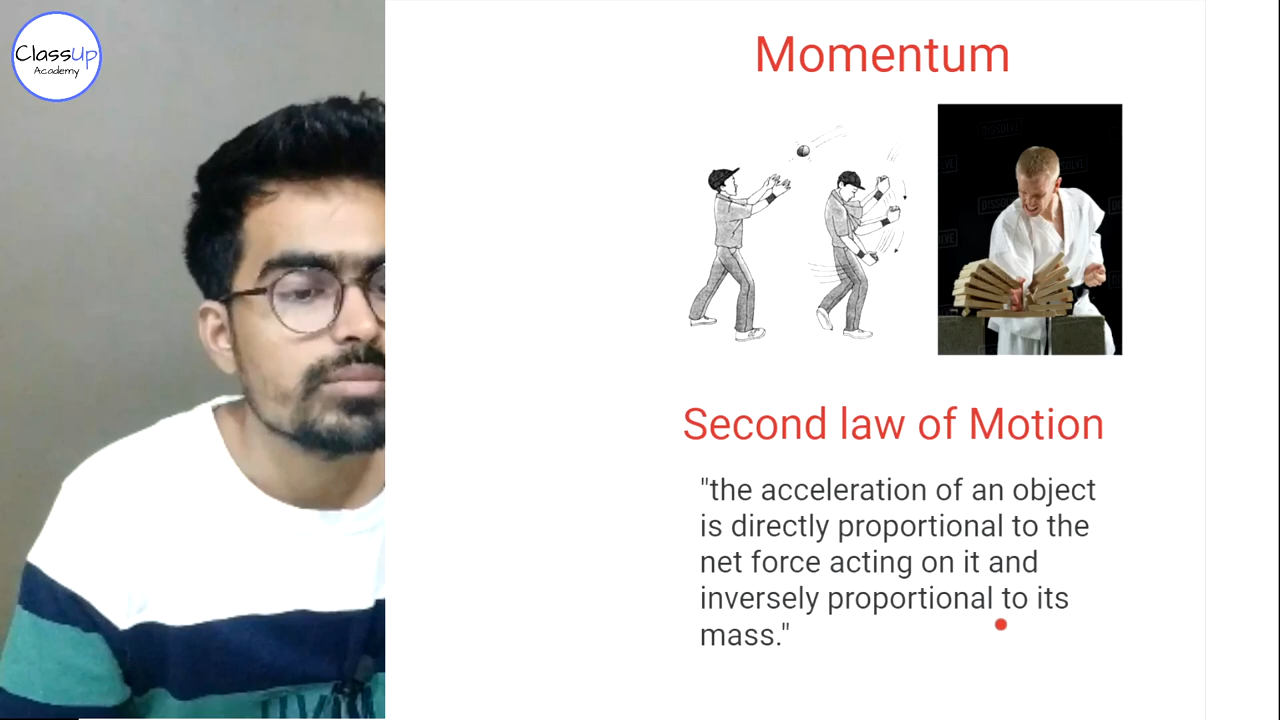 ClassUp
Academy
Momentum
DISSOLVE
Second law of Motion
"the acceleration of an object
is directly proportional to the
net force acting on it and
inversely proportional to its
mass."